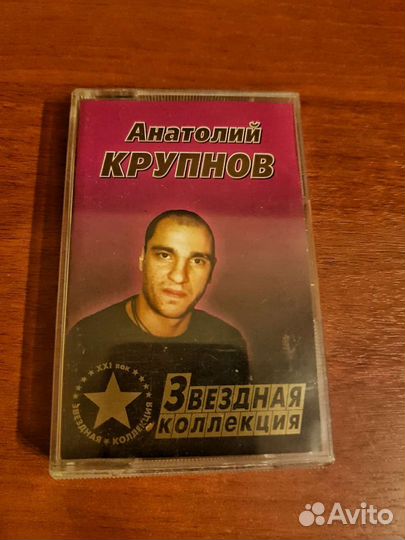 Анатолий
КРУПНОВ
XXI век
ЗВЕЗДНАЯ КОЛЛЕКЦИЯ
ЗВЕЗДНАЯ
КОЛЛЕКЦИЯ
Avito